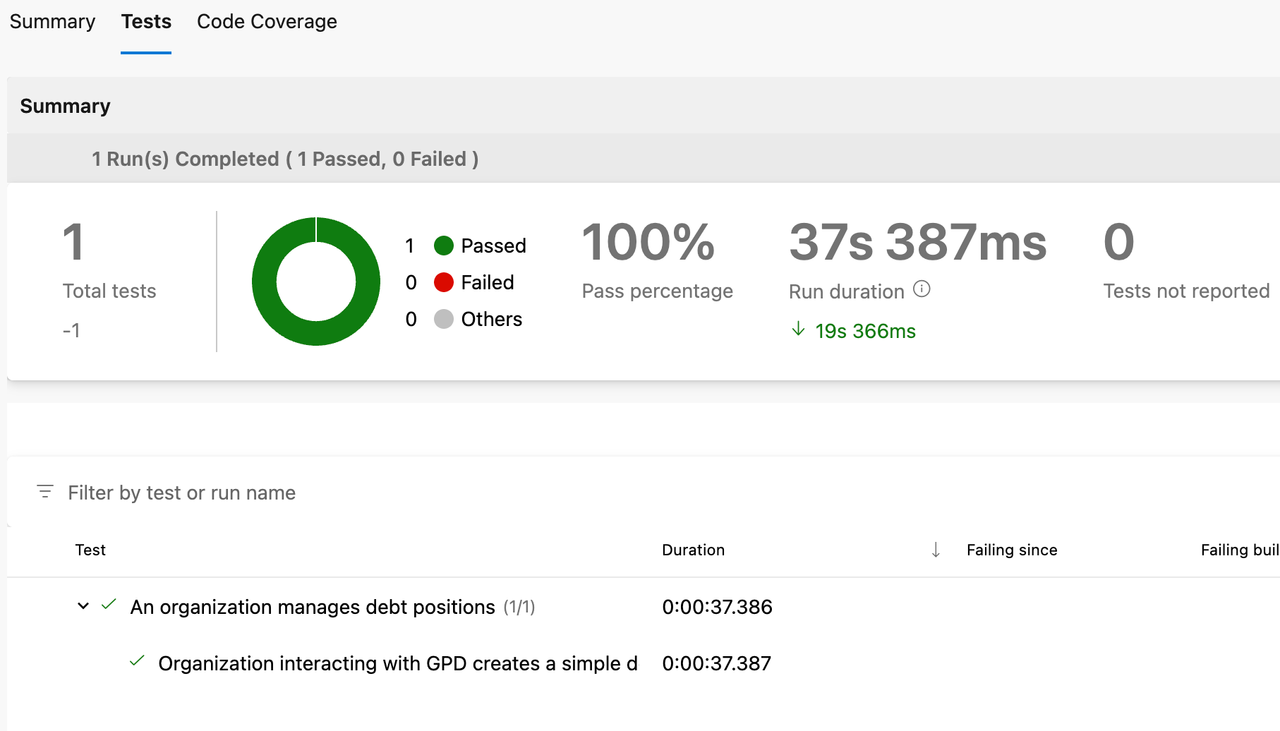 Summary Tests Code Coverage
Summary
1 Run(s) Completed ( 1 Passed, 0 Failed )
1
Total tests
-1
1 Passed
0 Failed
0 Others
100%
Pass percentage
37s 387ms
Run duration
19s 366ms
0
Tests not reported
Filter by test or run name
Test Duration Failing since Failing buil
An organization manages debt positions (1/1) 0:00:37.386
Organization interacting with GPD creates a simple d 0:00:37.387